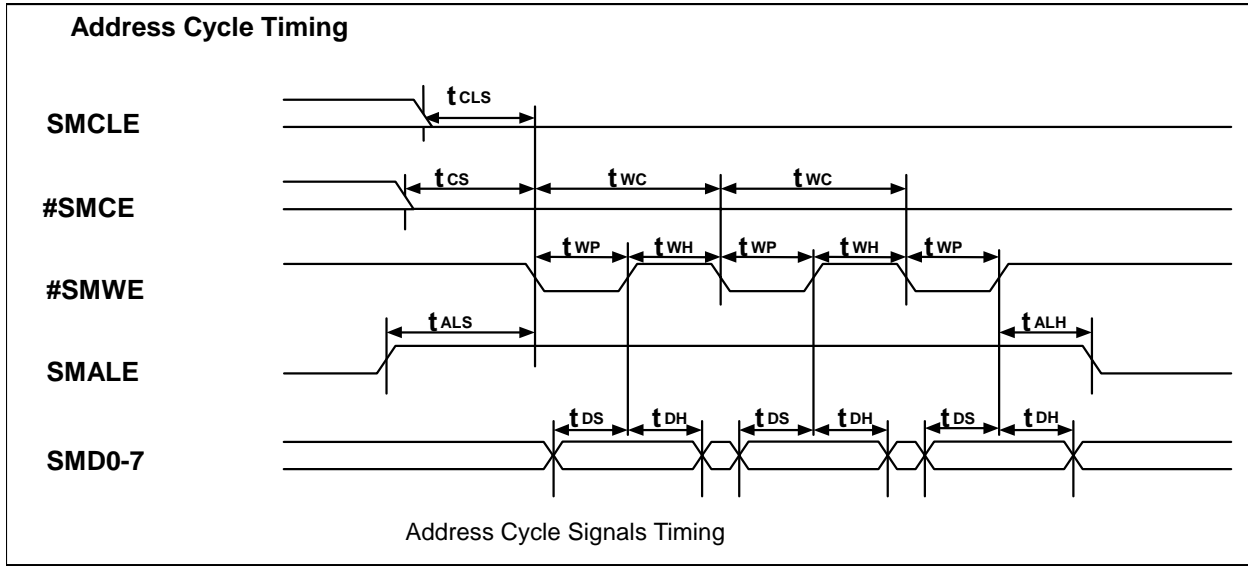 Address Cycle Timing
SMCLE
tCLS
#SMCE
tCS
tWC
tWC
#SMWE
tWP
tWH
tWP
tWH
tWP
SMALE
tALS
tALH
SMD0-7
tDS
tDH
tDS
tDH
tDS
tDH
Address Cycle Signals Timing